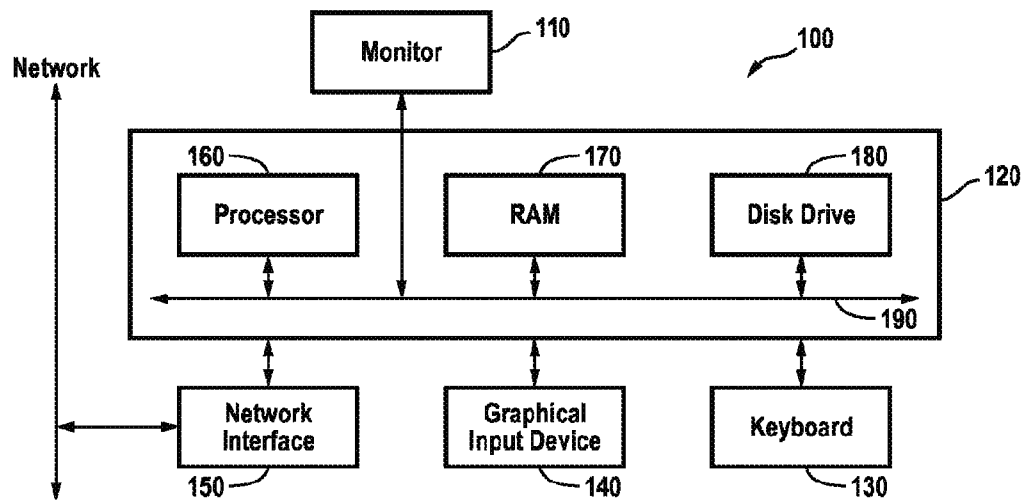 110
Monitor
100
Network
160
170
180
120
Processor
RAM
Disk Drive
190
Network
Interface
Graphical
Input Device
Keyboard
150
140
130